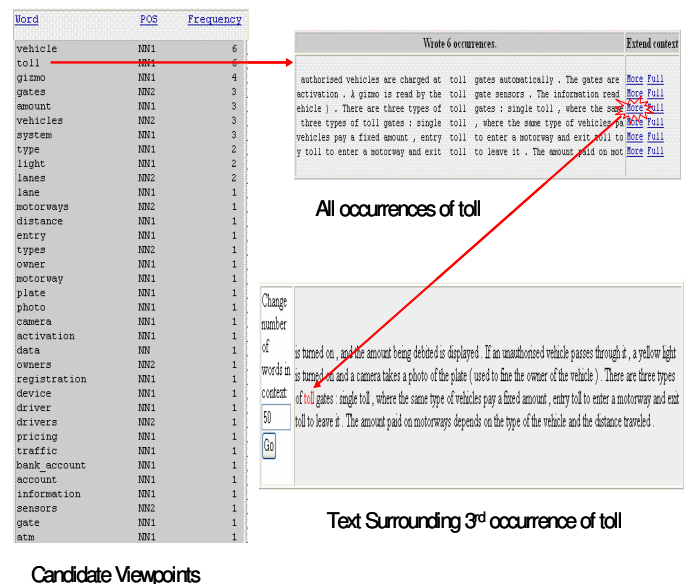 Word POS Frequency
vehicle NN1 6
toll NN1 6
gizmo NN1 4
gates NN2 3
amount NN1 3
vehicles NN2 3
system NN1 3
type NN1 2
light NN1 2
lanes NN2 2
lane NN1 1
motorways NN2 1
distance NN1 1
entry NN1 1
types NN2 1
owner NN1 1
motorway NN1 1
plate NN1 1
photo NN1 1
camera NN1 1
activation NN1 1
data NN 1
owners NN2 1
registration NN1 1
device NN1 1
driver NN1 1
drivers NN2 1
pricing NN1 1
traffic NN1 1
bank_account NN1 1
account NN1 1
information NN1 1
sensors NN2 1
gate NN1 1
atm NN1 1
Candidate Viewpoints
Wrote 6 occurrences. Extend context
authorised vehicles are charged at toll gates automatically . The gates are More Full
activation . A gizmo is read by the toll gate sensors . The information read More Full
ehicle ) . There are three types of toll gates : single toll , where the same More Full
three types of toll gates : single toll , where the same type of vehicles pa More Full
vehicles pay a fixed amount , entry toll to enter a motorway and exit toll to More Full
y toll to enter a motorway and exit toll to leave it . The amount paid on mot More Full
All occurrences of toll
Change
number
of
words in
context:
50
Go
is turned on , and the amount being debited is displayed . If an unauthorised vehicle passes through it , a yellow light
is turned on and a camera takes a photo of the plate ( used to fine the owner of the vehicle ) . There are three types
of toll gates : single toll , where the same type of vehicles pay a fixed amount , entry toll to enter a motorway and exit
toll to leave it . The amount paid on motorways depends on the type of the vehicle and the distance traveled .
Text Surrounding 3rd occurrence of toll